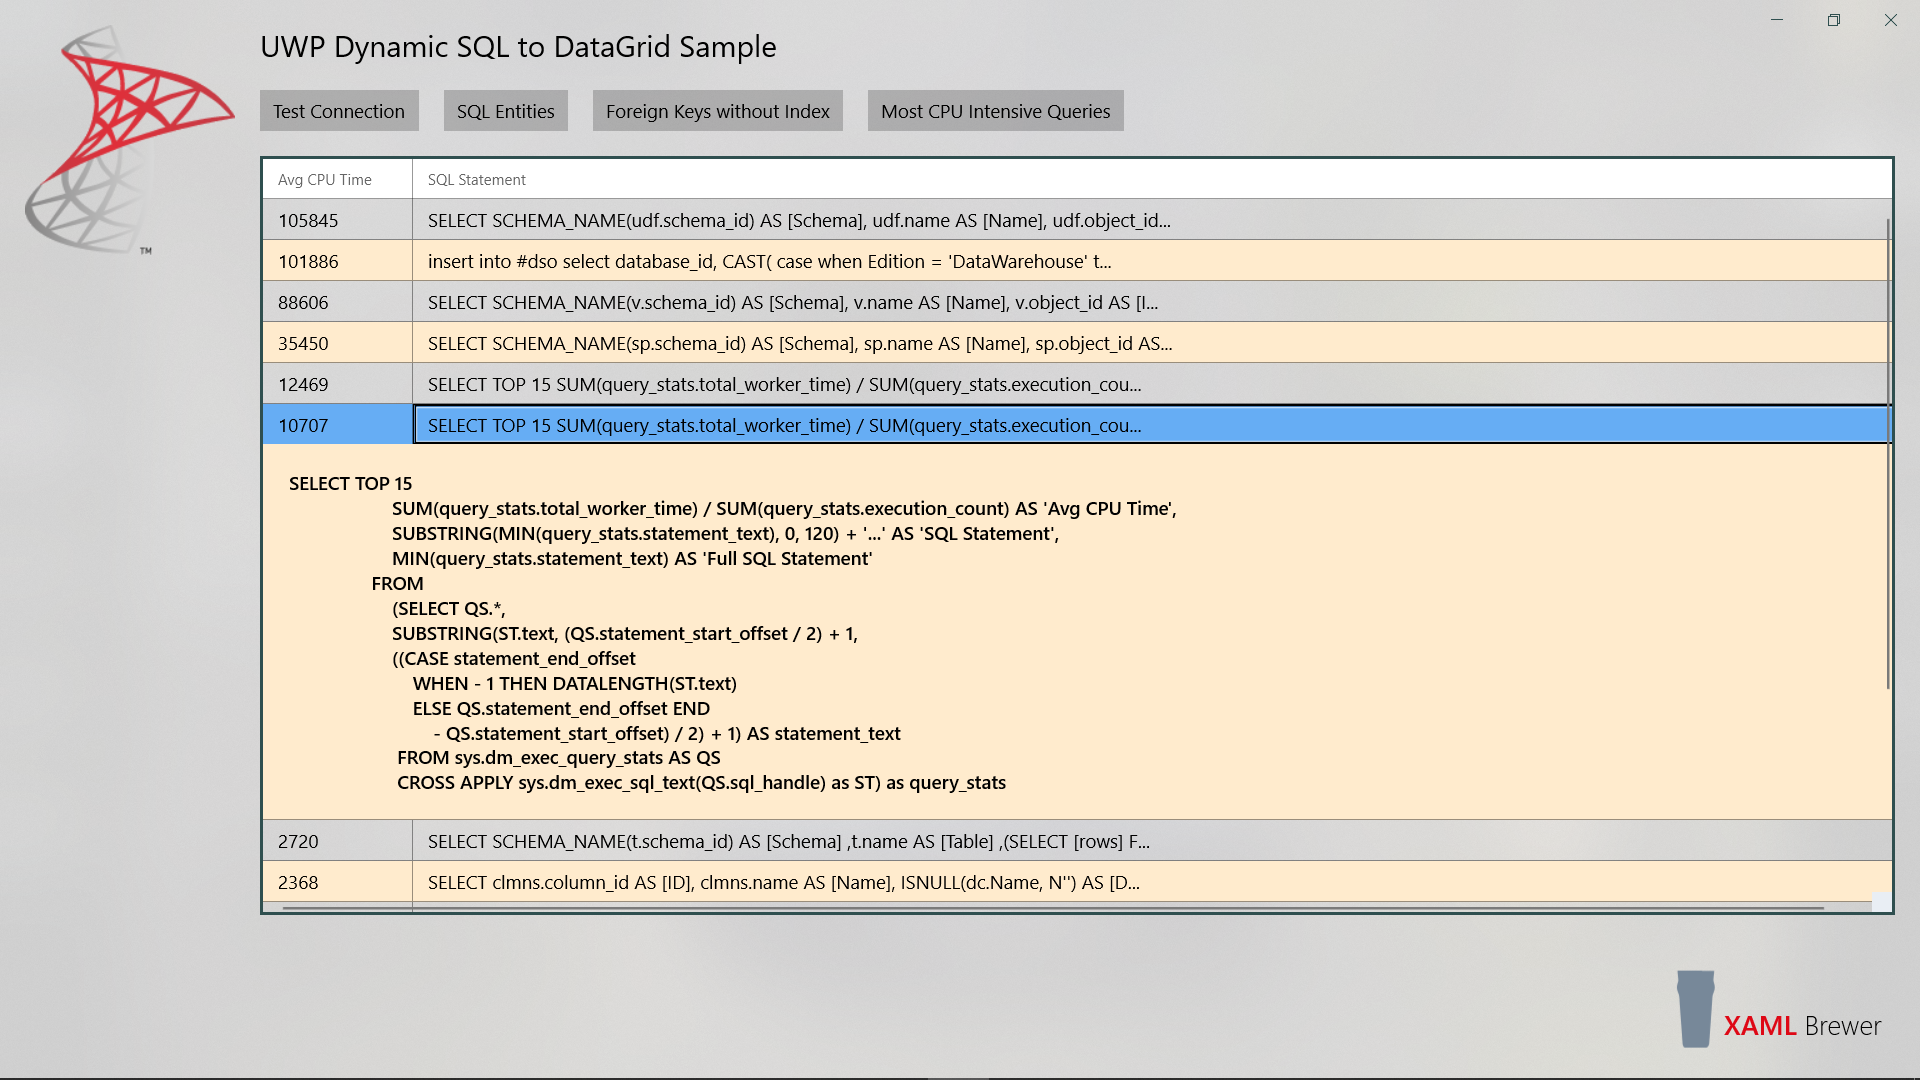 UWP Dynamic SQL to DataGrid Sample
Test Connection
SQL Entities
Foreign Keys without Index
Most CPU Intensive Queries
TM
Avg CPU Time SQL Statement
105845 SELECT SCHEMA_NAME(udf.schema_id) AS [Schema], udf.name AS [Name], udf.object_id...
101886 insert into #dso select database_id, CAST( case when Edition = 'DataWarehouse' t...
88606 SELECT SCHEMA_NAME(v.schema_id) AS [Schema], v.name AS [Name], v.object_id AS [I...
35450 SELECT SCHEMA_NAME(sp.schema_id) AS [Schema], sp.name AS [Name], sp.object_id AS...
12469 SELECT TOP 15 SUM(query_stats.total_worker_time) / SUM(query_stats.execution_cou...
10707 SELECT TOP 15 SUM(query_stats.total_worker_time) / SUM(query_stats.execution_cou...
SELECT TOP 15
SUM(query_stats.total_worker_time) / SUM(query_stats.execution_count) AS 'Avg CPU Time',
SUBSTRING(MIN(query_stats.statement_text), 0, 120) + '...' AS 'SQL Statement',
MIN(query_stats.statement_text) AS 'Full SQL Statement'
FROM
(SELECT QS.*,
SUBSTRING(ST.text, (QS.statement_start_offset / 2) + 1,
((CASE statement_end_offset
WHEN - 1 THEN DATALENGTH(ST.text)
ELSE QS.statement_end_offset END
- QS.statement_start_offset) / 2) + 1) AS statement_text
FROM sys.dm_exec_query_stats AS QS
CROSS APPLY sys.dm_exec_sql_text(QS.sql_handle) as ST) as query_stats
2720 SELECT SCHEMA_NAME(t.schema_id) AS [Schema] ,t.name AS [Table] ,(SELECT [rows] F...
2368 SELECT clmns.column_id AS [ID], clmns.name AS [Name], ISNULL(dc.Name, N'') AS [D...
XAML Brewer